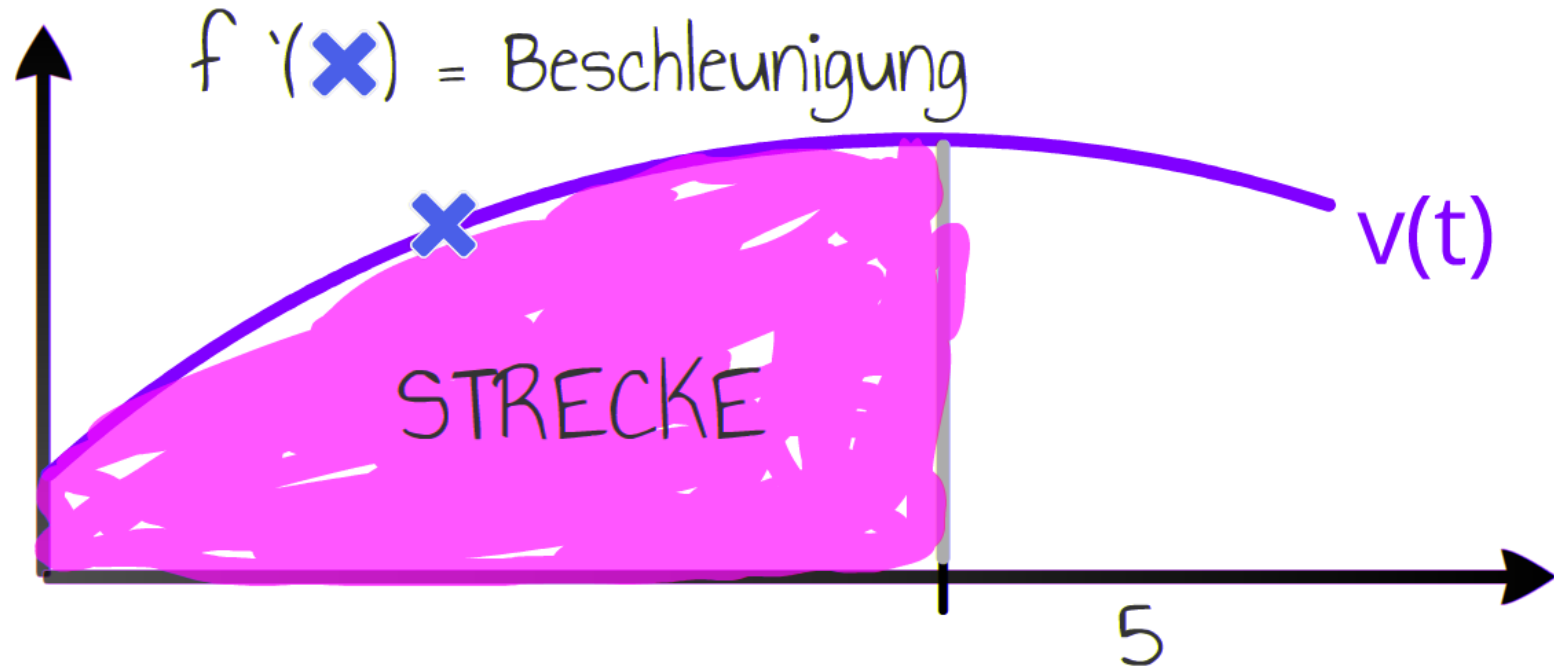 f '(✖) = Beschleunigung
v(t)
STRECKE
5